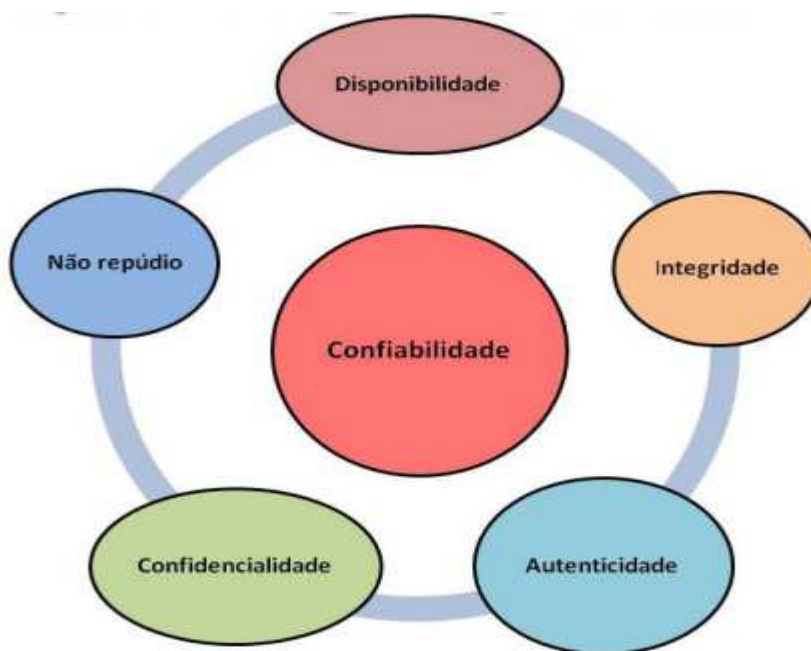 Disponibilidade
Não repúdio
Integridade
Confiabilidade
Confidencialidade
Autenticidade